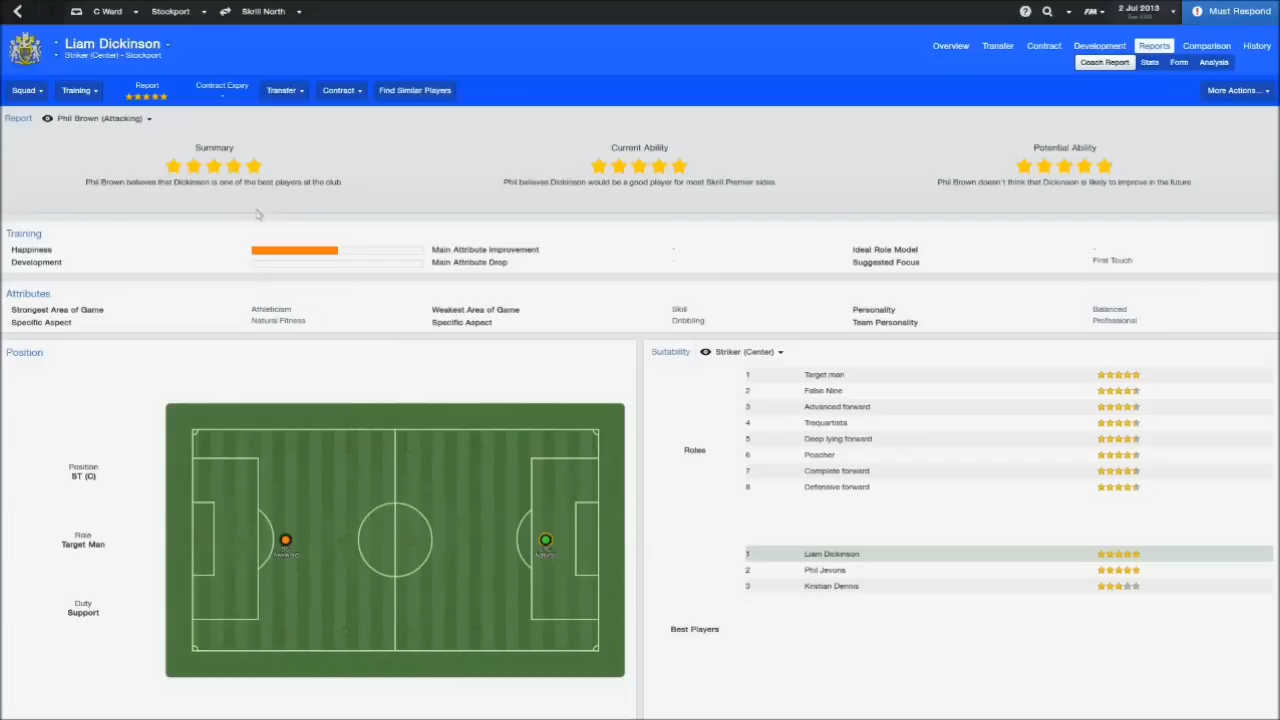 C Ward Stockport Skrill North FM 2 Jul 2013 Must Respond
Liam Dickinson
Striker (Center) - Stockport
Overview Transfer Contract Development Reports Comparison History
Coach Report Stats Form Analysis
Squad Training Report Contract Expiry - Transfer Contract Find Similar Players More Actions...
Report Phil Brown (Attacking)
Summary Current Ability Potential Ability
Phil Brown believes that Dickinson is one of the best players at the club. Phil believes Dickinson would be a good player for most Skrill Premier sides. Phil Brown doesn't think that Dickinson is likely to improve in the future
Training
Happiness Main Attribute Improvement - Ideal Role Model -
Development Main Attribute Drop - Suggested Focus First Touch
Attributes
Strongest Area of Game Athleticism Weakest Area of Game Skill Personality Balanced
Specific Aspect Natural Fitness Specific Aspect Dribbling Team Personality Professional
Position
Position
ST (C)
Role
Target Man
Duty
Support
Suitability Striker (Center)
Roles
1 Target man
2 False Nine
3 Advanced forward
4 Trequartista
5 Deep lying forward
6 Poacher
7 Complete forward
8 Defensive forward
1 Liam Dickinson
2 Phil Jevons
3 Kristian Dennis
Best Players